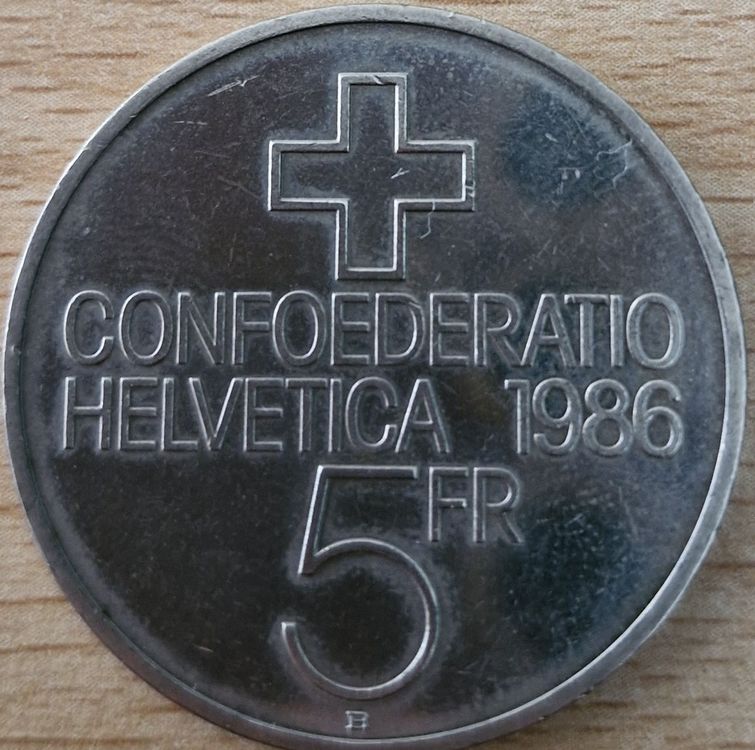 CONFOEDERATIO
HELVETICA 1986
5 FR
B